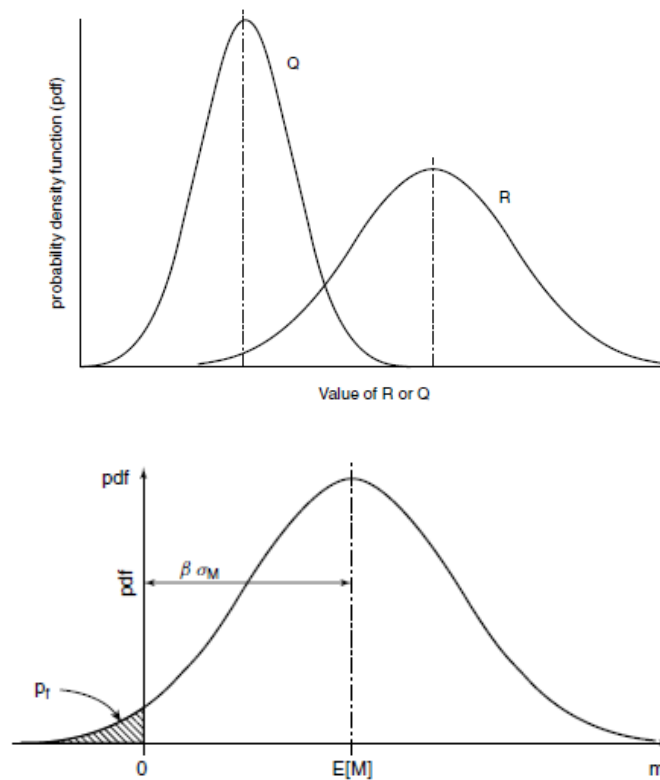 Q
R
probability density function (pdf)
Value of R or Q
pdf
β σM
pdf
pf
0
E[M]
m